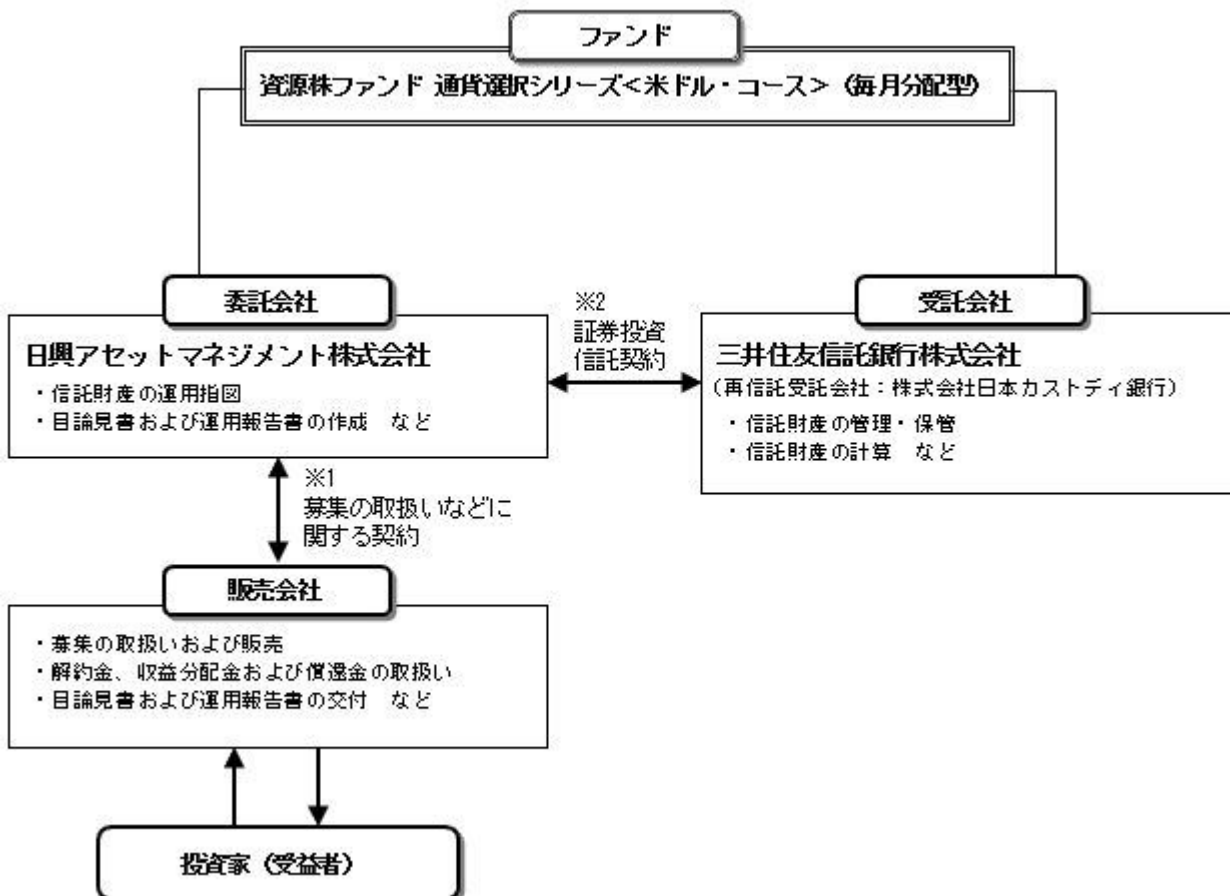 ファンド
資源株ファンド 通貨選択シリーズ<米ドル・コース>(毎月分配型)
委託会社
日興アセットマネジメント株式会社
・信託財産の運用指図
・目論見書および運用報告書の作成 など
※2
証券投資
信託契約
受託会社
三井住友信託銀行株式会社
(再信託受託会社:株式会社日本カストディ銀行)
・信託財産の管理・保管
・信託財産の計算 など
※1
募集の取扱いなどに
関する契約
販売会社
・募集の取扱いおよび販売
・解約金、収益分配金および償還金の取扱い
・目論見書および運用報告書の交付 など
投資家(受益者)